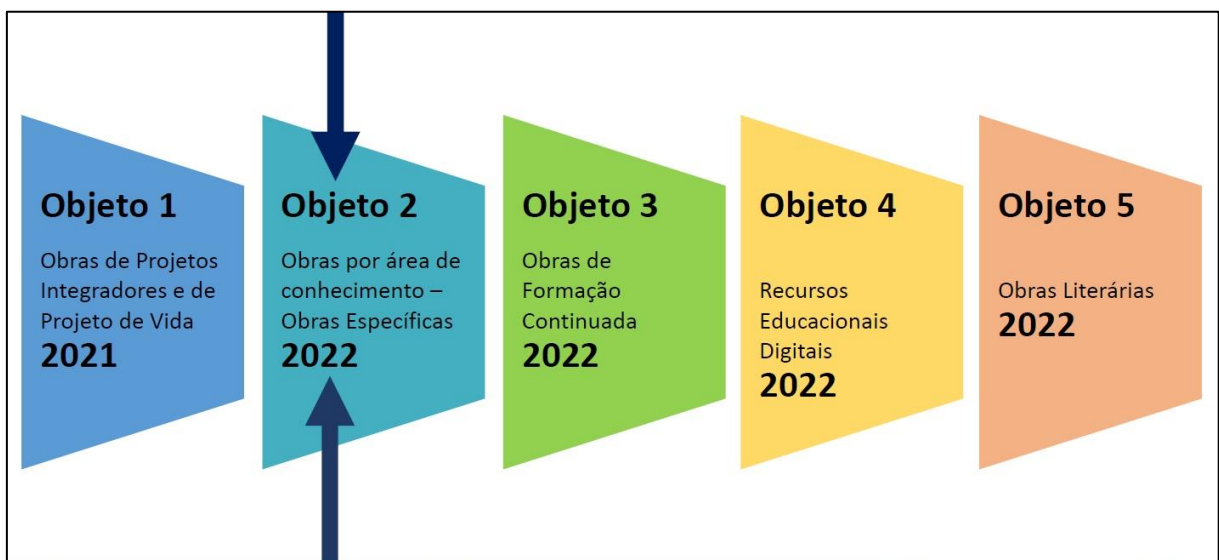 Objeto 1
Obras de Projetos
Integradores e de
Projeto de Vida
2021
Objeto 2
Obras por área de
conhecimento –
Obras Específicas
2022
Objeto 3
Obras de
Formação
Continuada
2022
Objeto 4
Recursos
Educacionais
Digitais
2022
Objeto 5
Obras Literárias
2022